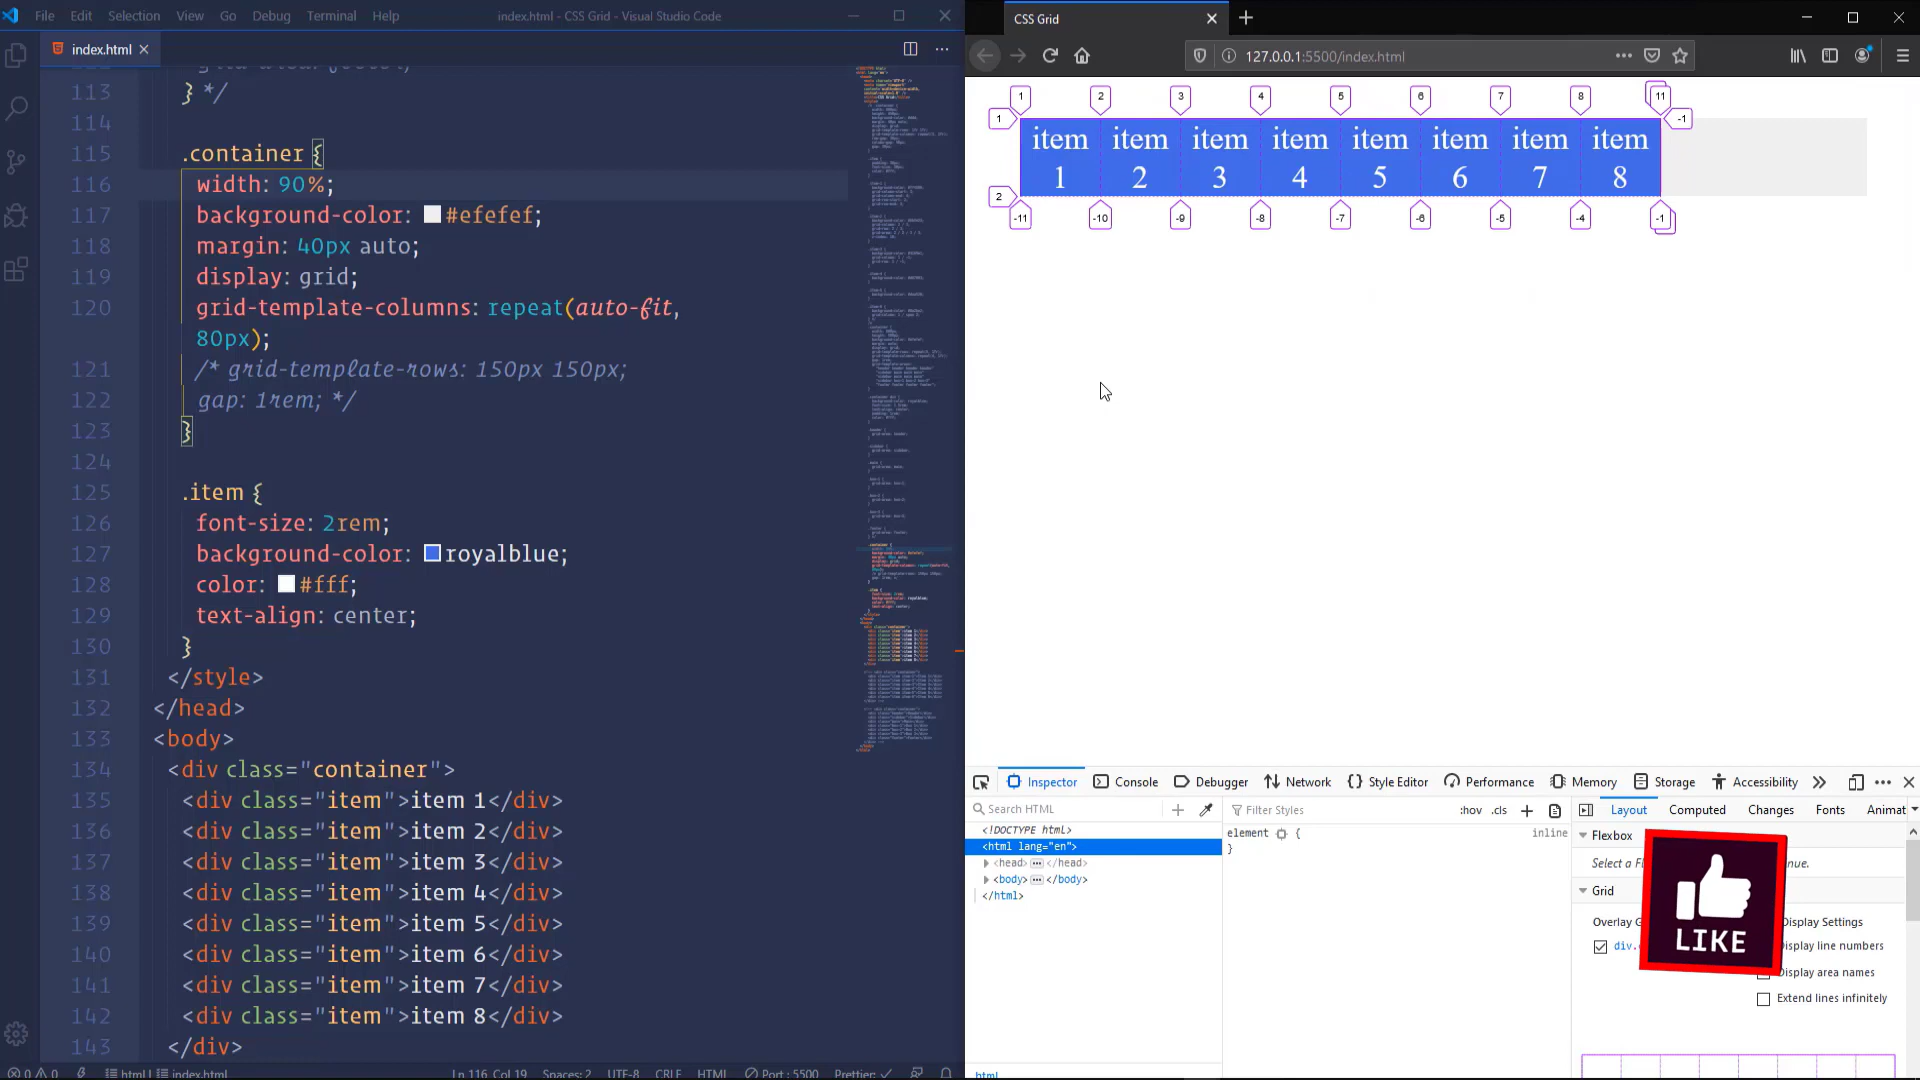 File Edit Selection View Go Debug Terminal Help
index.html - CSS Grid - Visual Studio Code
index.html
113 } */
114
115 .container {
116 width: 90%;
117 background-color: #efefef;
118 margin: 40px auto;
119 display: grid;
120 grid-template-columns: repeat(auto-fit,
80px);
121 /* grid-template-rows: 150px 150px;
122 gap: 1rem; */
123 }
124
125 .item {
126 font-size: 2rem;
127 background-color: royalblue;
128 color: #fff;
129 text-align: center;
130 }
131 </style>
132 </head>
133 <body>
134 <div class="container">
135 <div class="item">item 1</div>
136 <div class="item">item 2</div>
137 <div class="item">item 3</div>
138 <div class="item">item 4</div>
139 <div class="item">item 5</div>
140 <div class="item">item 6</div>
141 <div class="item">item 7</div>
142 <div class="item">item 8</div>
143 </div>
0 0 html index.html Ln 116, Col 19 Spaces: 2 UTF-8 CRLF HTML Port : 5500 Prettier:
CSS Grid
127.0.0.1:5500/index.html
1 2 3 4 5 6 7 8 11
1 -1
item item item item item item item item
1 2 3 4 5 6 7 8
2
-11 -10 -9 -8 -7 -6 -5 -4 -1
Inspector Console Debugger Network Style Editor Performance Memory Storage Accessibility
Search HTML
<!DOCTYPE html>
<html lang="en">
<head> </head>
<body> </body>
</html>
html
Filter Styles :hov .cls
element { inline
}
Layout Computed Changes Fonts Animat
Flexbox
Select a nue.
Grid
Overlay Display Settings
div. Display line numbers
Display area names
Extend lines infinitely
LIKE